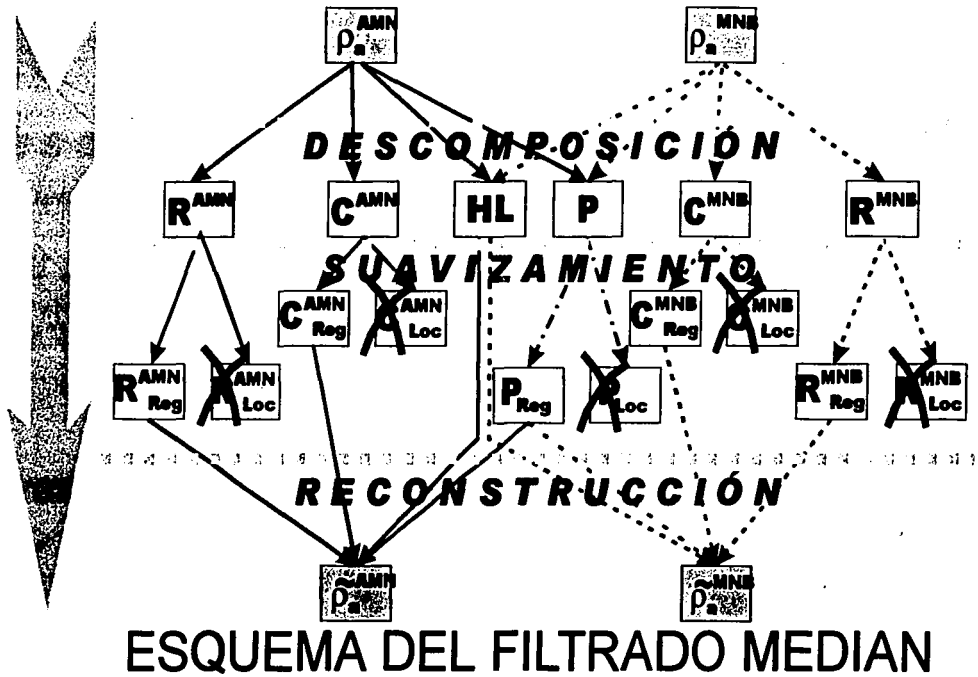 ρₐ^AMN ρₐ^MNB
DESCOMPOSICIÓN
R^AMN C^AMN HL P C^MNB R^MNB
SUAVIZAMIENTO
C^AMN Reg C^AMN Loc C^MNB Reg C^MNB Loc
R^AMN Reg R^AMN Loc P Reg P Loc R^MNB Reg R^MNB Loc
RECONSTRUCCIÓN
ρ̃ₐ^AMN ρ̃ₐ^MNB
ESQUEMA DEL FILTRADO MEDIAN